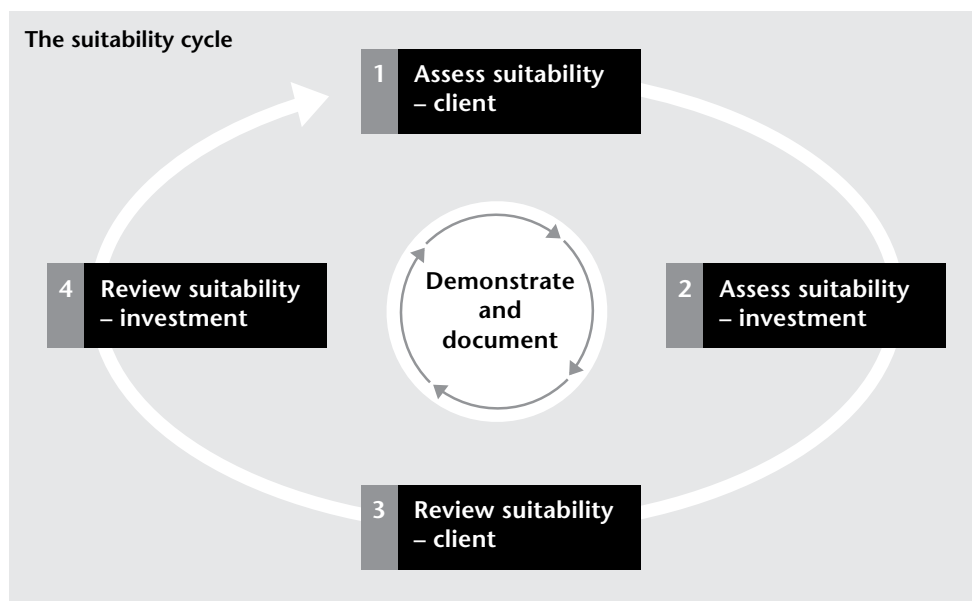 The suitability cycle
1 Assess suitability
– client
2 Assess suitability
– investment
3 Review suitability
– client
4 Review suitability
– investment
Demonstrate
and
document